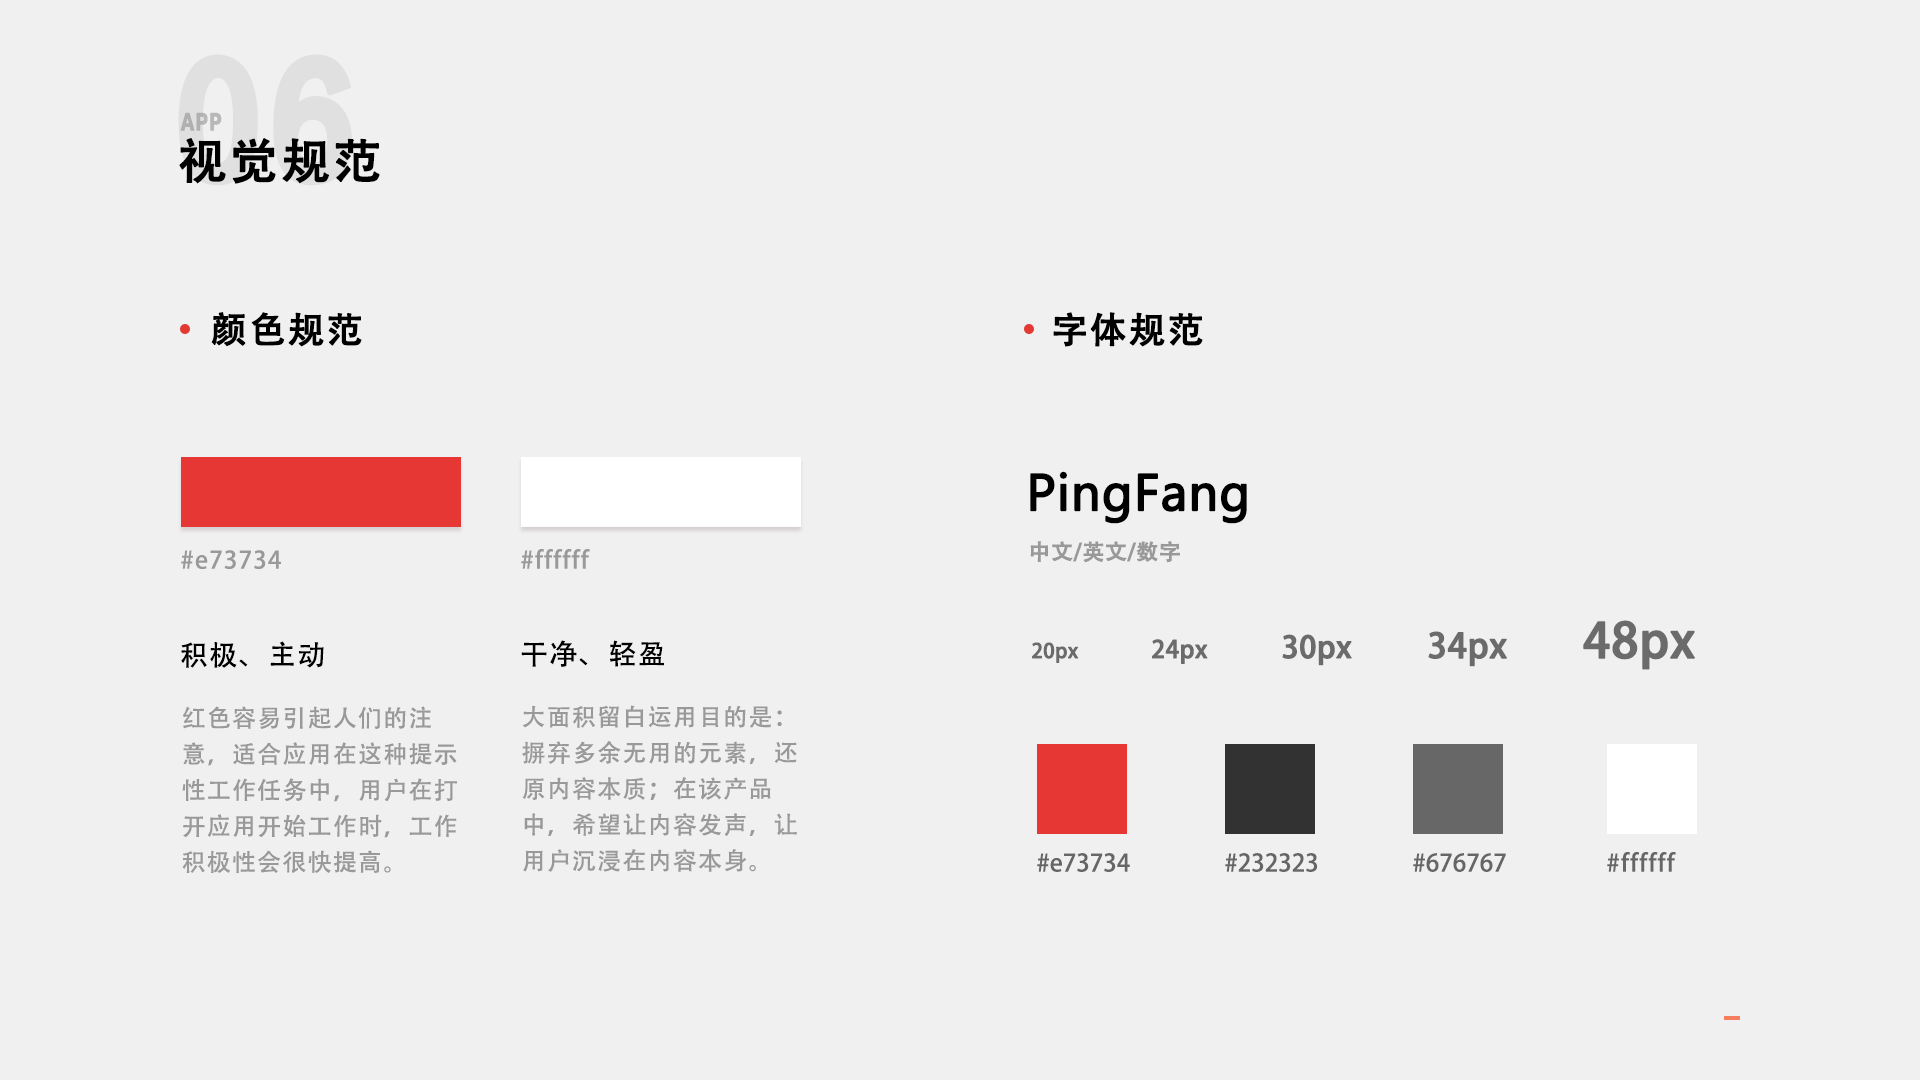 06
APP
视觉规范
颜色规范
#e73734
#ffffff
积极、主动
干净、轻盈
红色容易引起人们的注
意，适合应用在这种提示
性工作任务中，用户在打
开应用开始工作时，工作
积极性会很快提高。
大面积留白运用目的是：
摒弃多余无用的元素，还
原内容本质；在该产品
中，希望让内容发声，让
用户沉浸在内容本身。
字体规范
PingFang
中文/英文/数字
20px 24px 30px 34px 48px
#e73734 #232323 #676767 #ffffff